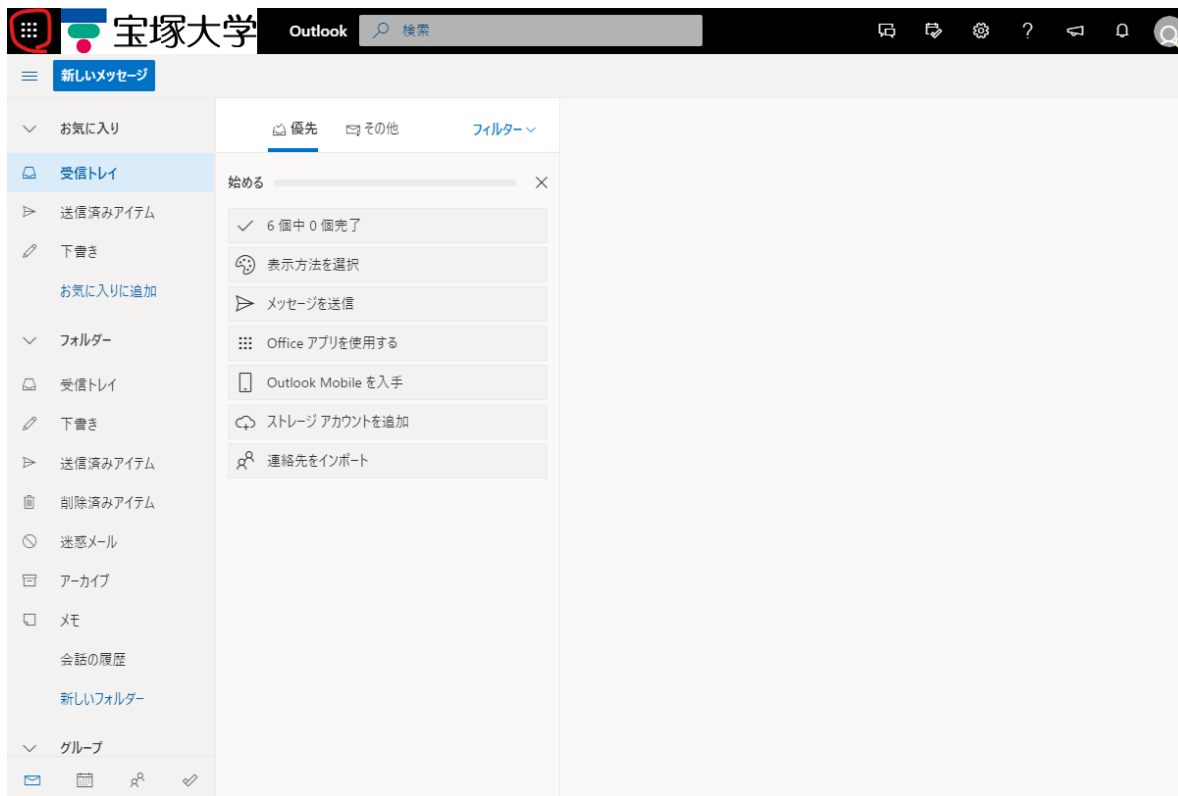 宝塚大学 Outlook 検索
新しいメッセージ
お気に入り
受信トレイ
送信済みアイテム
下書き
お気に入りに追加
フォルダー
受信トレイ
下書き
送信済みアイテム
削除済みアイテム
迷惑メール
アーカイブ
メモ
会話の履歴
新しいフォルダー
グループ
優先 その他 フィルター
始める
6 個中 0 個完了
表示方法を選択
メッセージを送信
Office アプリを使用する
Outlook Mobile を入手
ストレージ アカウントを追加
連絡先をインポート